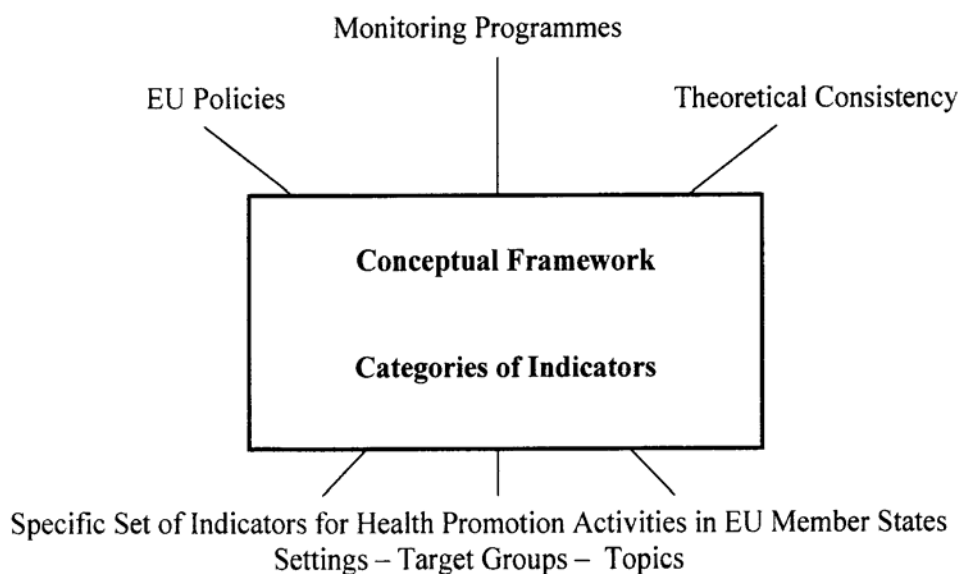 Monitoring Programmes
EU Policies
Theoretical Consistency
Conceptual Framework
Categories of Indicators
Specific Set of Indicators for Health Promotion Activities in EU Member States
Settings – Target Groups – Topics